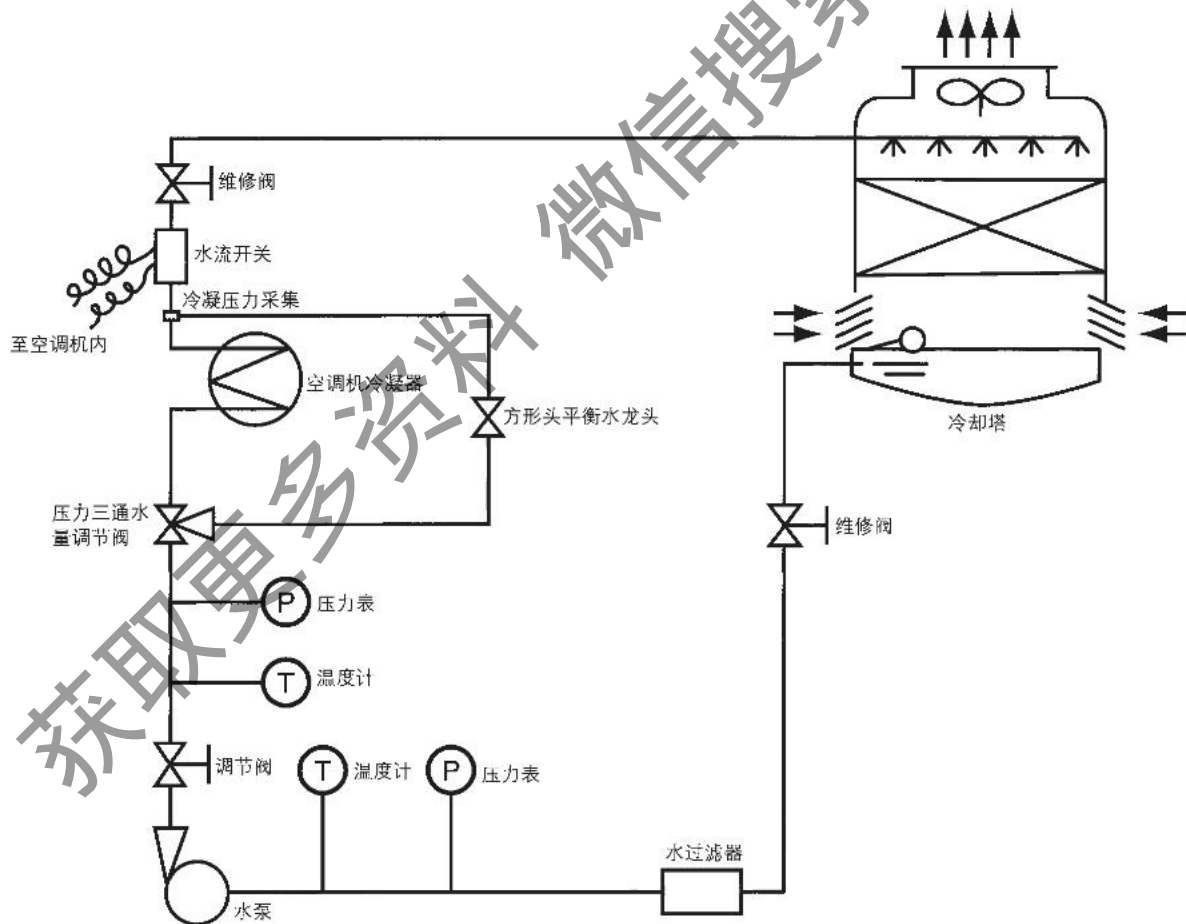 维修阀
水流开关
冷凝压力采集
至空调机内
空调机冷凝器
方形头平衡水龙头
冷却塔
压力三通水
量调节阀
维修阀
P
压力表
T
温度计
调节阀
T
温度计
P
压力表
水过滤器
水泵
获取更多资料 微信搜索